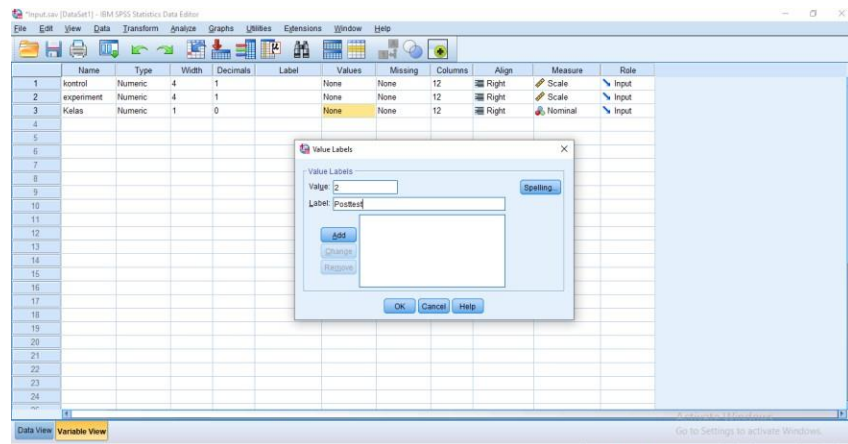 *Input.sav [DataSet1] - IBM SPSS Statistics Data Editor
File Edit View Data Transform Analyze Graphs Utilities Extensions Window Help
Name Type Width Decimals Label Values Missing Columns Align Measure Role
1 kontrol Numeric 4 1 None None 12 Right Scale Input
2 experiment Numeric 4 1 None None 12 Right Scale Input
3 Kelas Numeric 1 0 None None 12 Right Nominal Input
4
5
6
7
8
9
10
11
12
13
14
15
16
17
18
19
20
21
22
23
24
Value Labels
Value Labels
Value: 2
Spelling...
Label: Posttest
Add
Change
Remove
OK Cancel Help
Activate Windows
Go to Settings to activate Windows.
Data View Variable View